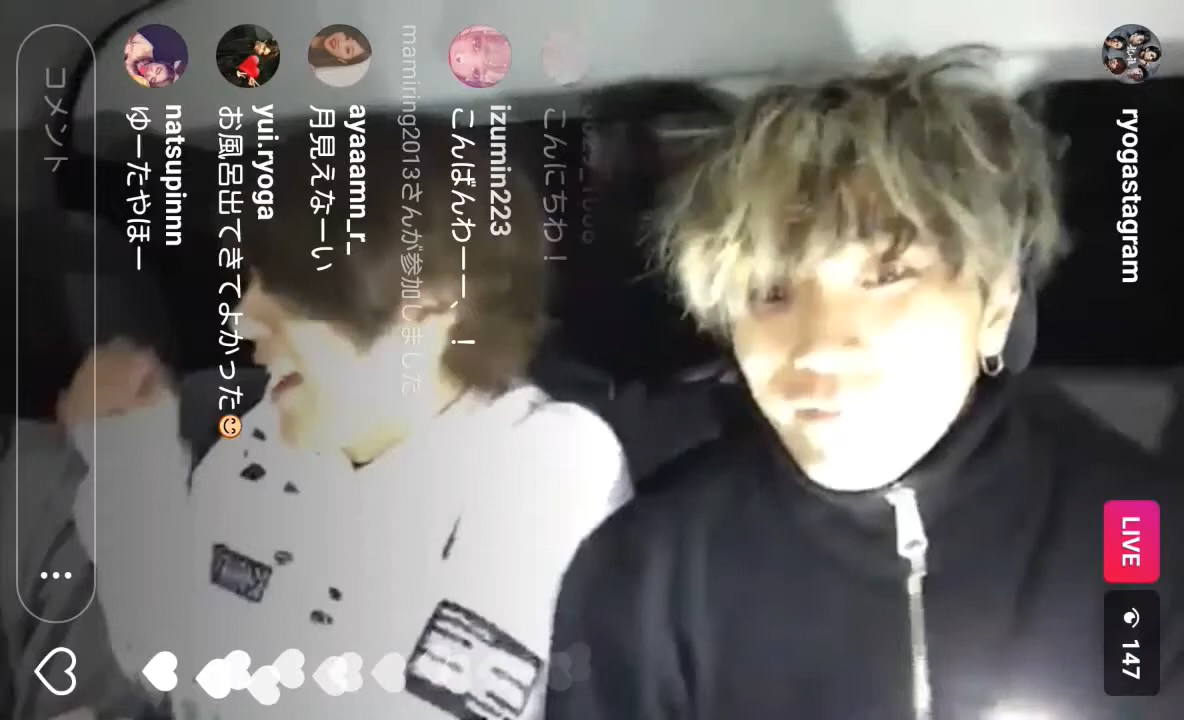 ryogastagram
LIVE
147
こんにちわ！
izumin223
こんばんわーー、！
mamiring2013さんが参加しました
ayaaamn_r_
月見えなーい
yui.ryoga
お風呂出てきてよかった😊
natsupinnn
ゆーたやほー
コメント